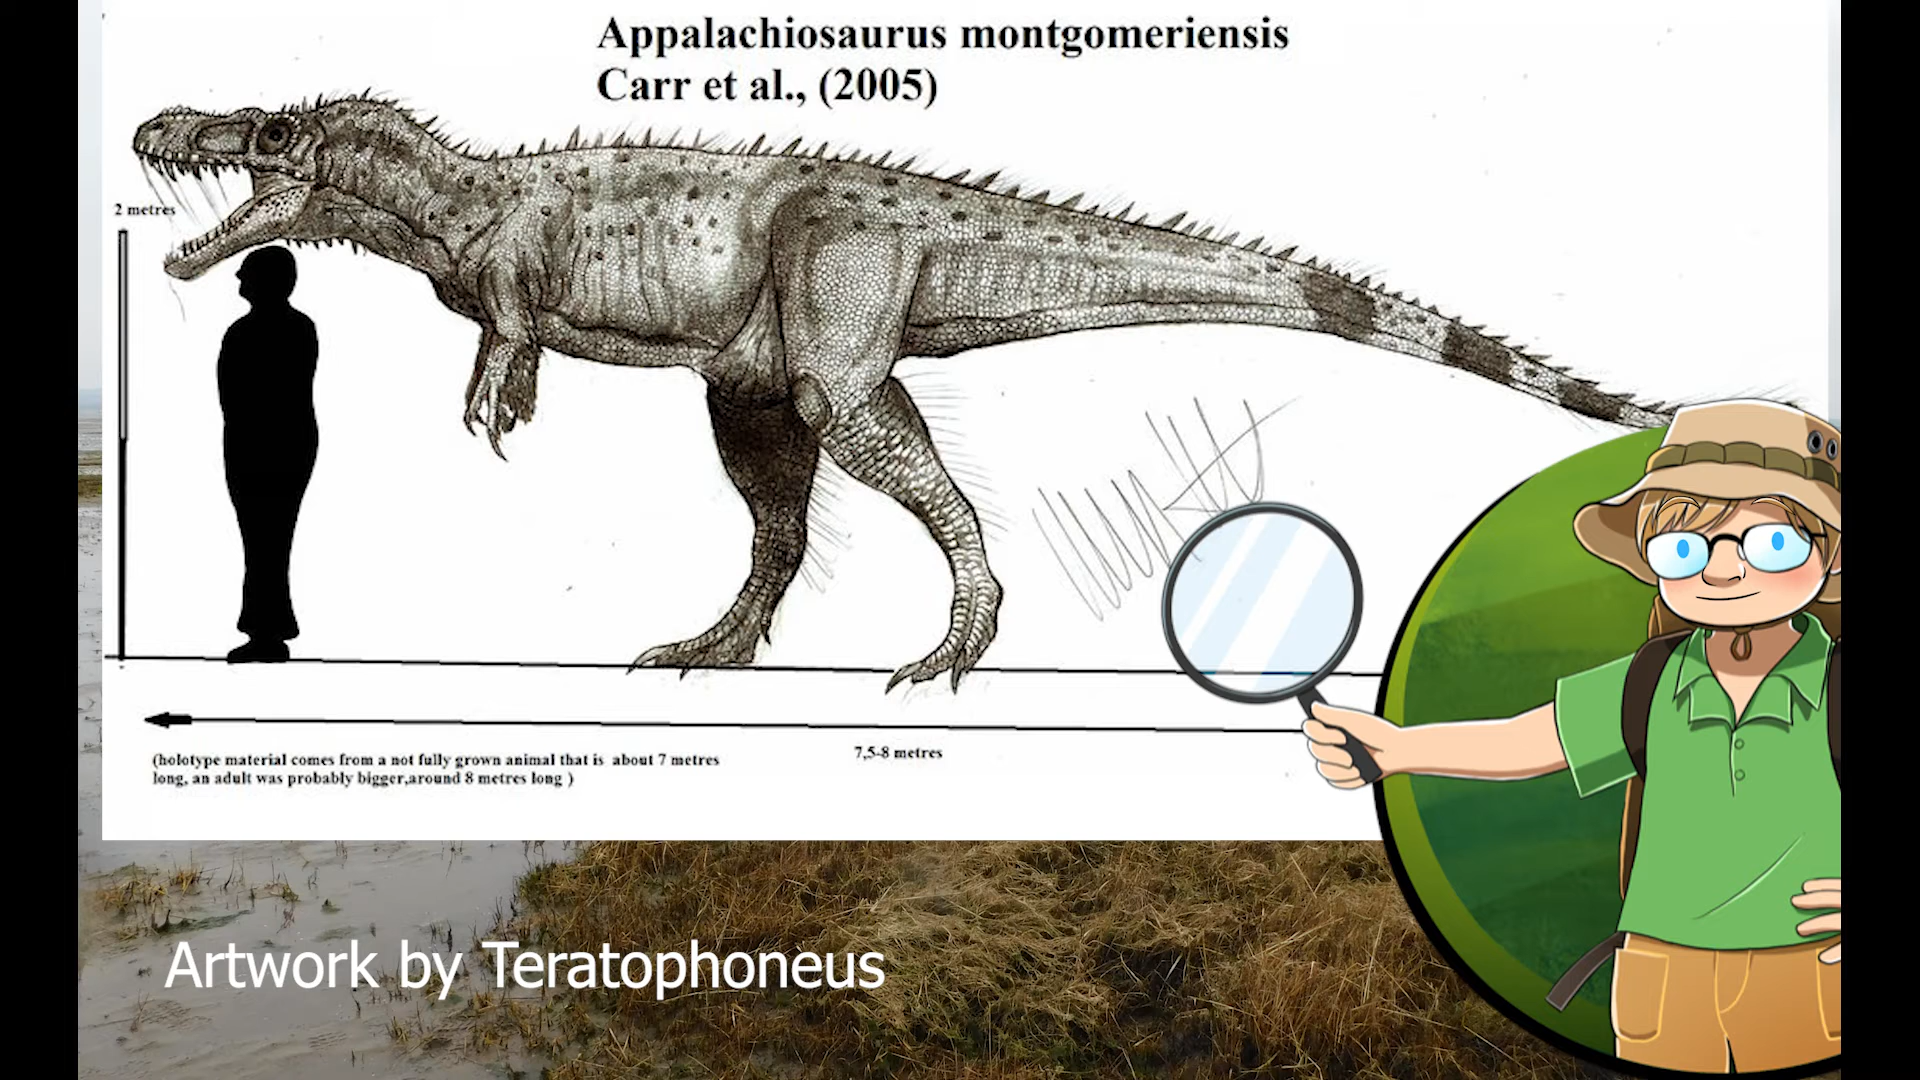 Appalachiosaurus montgomeriensis
Carr et al., (2005)
2 metres
7,5-8 metres
(holotype material comes from a not fully grown animal that is about 7 metres
long, an adult was probably bigger,around 8 metres long )
Artwork by Teratophoneus